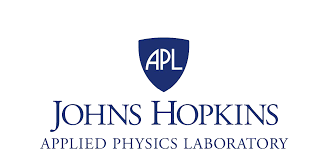 APL
JOHNS HOPKINS
APPLIED PHYSICS LABORATORY